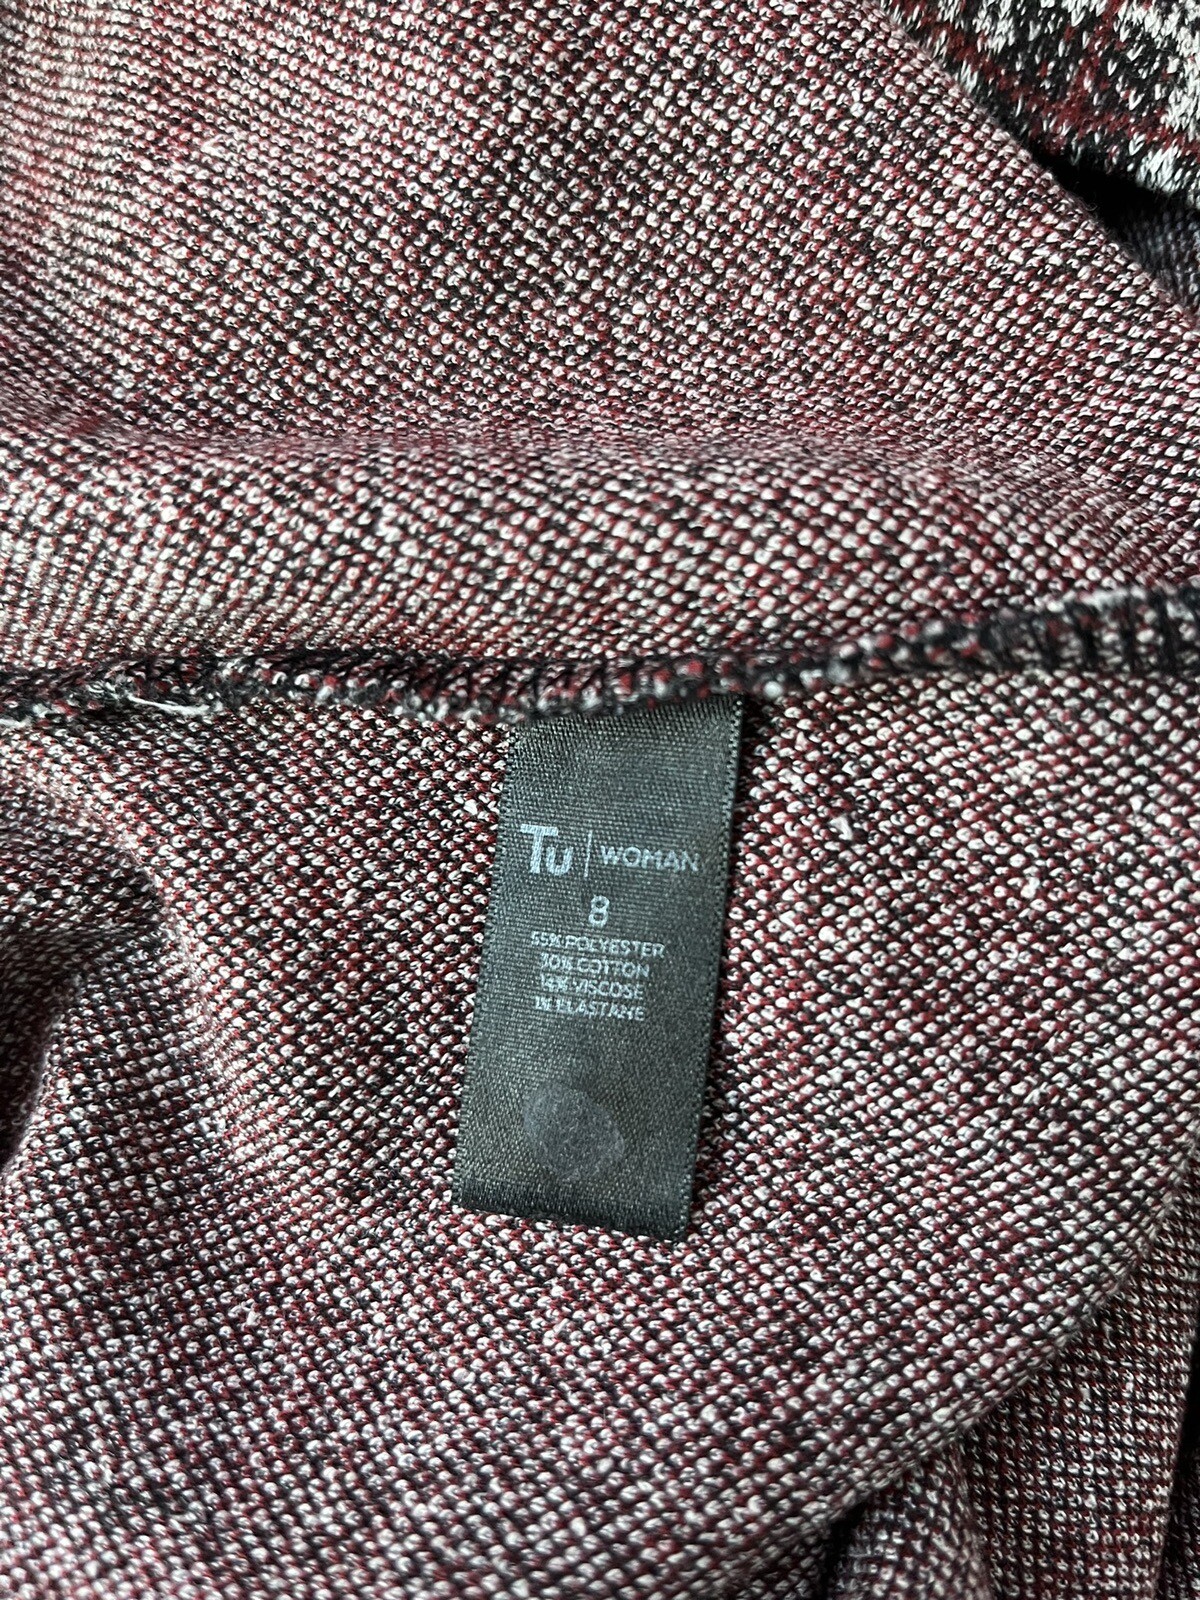 Tu | WOMAN
8
55% POLYESTER
30% COTTON
14% VISCOSE
1% ELASTANE